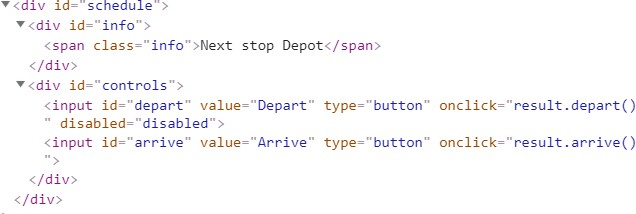 <div id="schedule">
<div id="info">
<span class="info">Next stop Depot</span>
</div>
<div id="controls">
<input id="depart" value="Depart" type="button" onclick="result.depart()
" disabled="disabled">
<input id="arrive" value="Arrive" type="button" onclick="result.arrive()
">
</div>
</div>